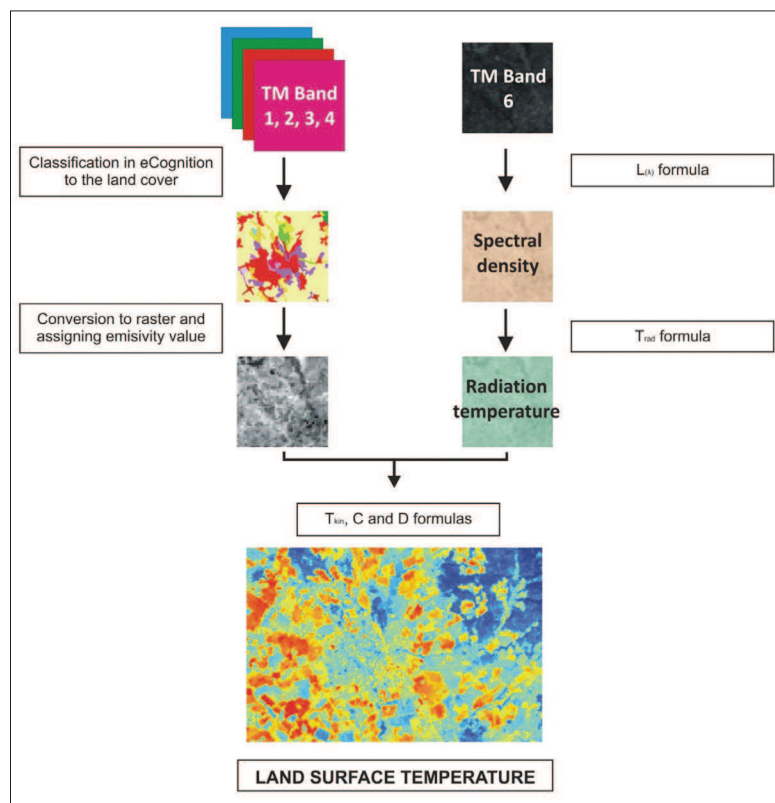 TM Band
1, 2, 3, 4
TM Band
6
Classification in eCognition
to the land cover
L(λ) formula
Spectral
density
Conversion to raster and
assigning emisivity value
Trad formula
Radiation
temperature
Tkin, C and D formulas
LAND SURFACE TEMPERATURE